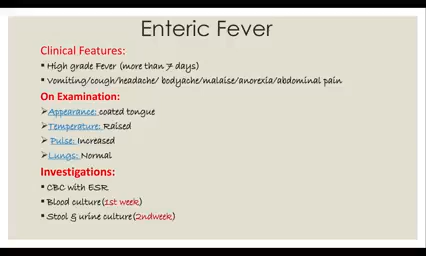 Enteric Fever
Clinical Features:
▪ High grade Fever (more than 7 days)
▪ Vomiting/cough/headache/ bodyache/malaise/anorexia/abdominal pain
On Examination:
➢Appearance: coated tongue
➢Temperature: Raised
➢ Pulse: Increased
➢Lungs: Normal
Investigations:
▪ CBC with ESR
▪ Blood culture(1st week)
▪ Stool & urine culture(2ndweek)